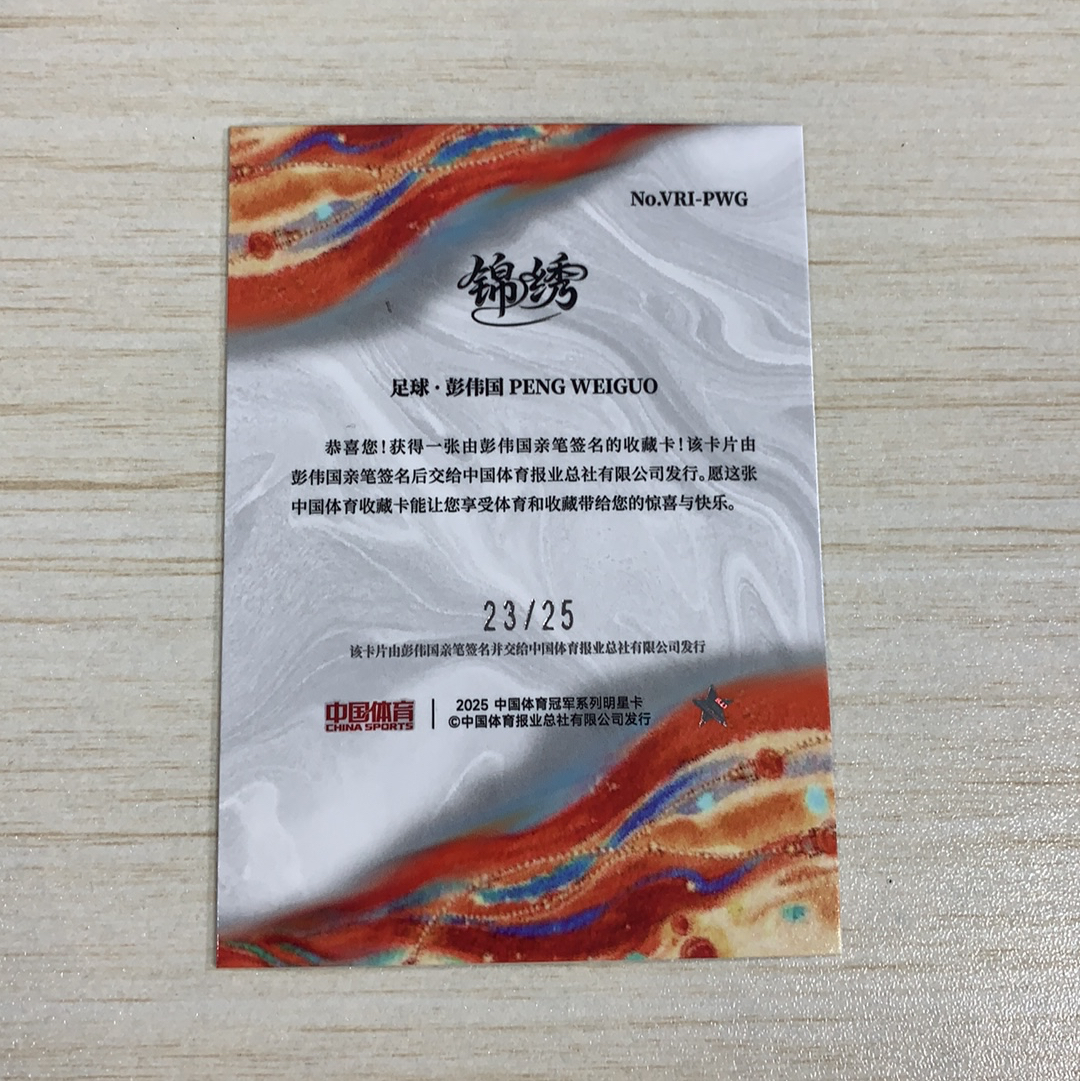 No.VRI-PWG
锦绣
足球·彭伟国 PENG WEIGUO
恭喜您!获得一张由彭伟国亲笔签名的收藏卡!该卡片由
彭伟国亲笔签名后交给中国体育报业总社有限公司发行。愿这张
中国体育收藏卡能让您享受体育和收藏带给您的惊喜与快乐。
23/25
该卡片由彭伟国亲笔签名并交给中国体育报业总社有限公司发行
中国体育
CHINA SPORTS
2025 中国体育冠军系列明星卡
©中国体育报业总社有限公司发行